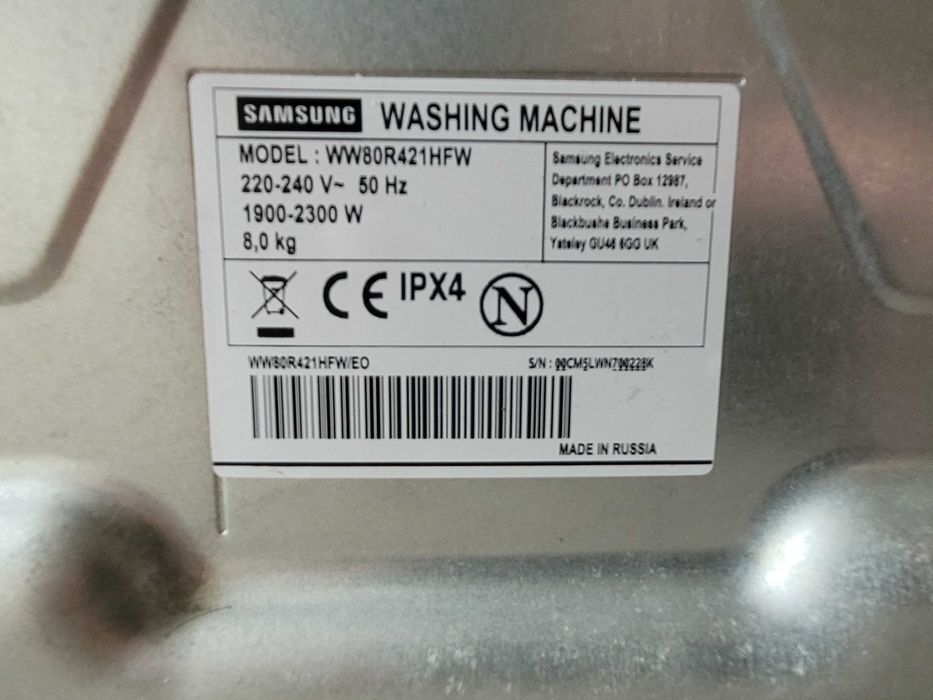 SAMSUNG WASHING MACHINE
MODEL : WW80R421HFW
220-240 V~ 50 Hz
1900-2300 W
8,0 kg
Samsung Electronics Service
Department PO Box 12987,
Blackrock, Co. Dublin. Ireland or
Blackbushe Business Park,
Yateley GU46 6GG UK
CE IPX4 N
WW80R421HFW/EO
S/N :
MADE IN RUSSIA